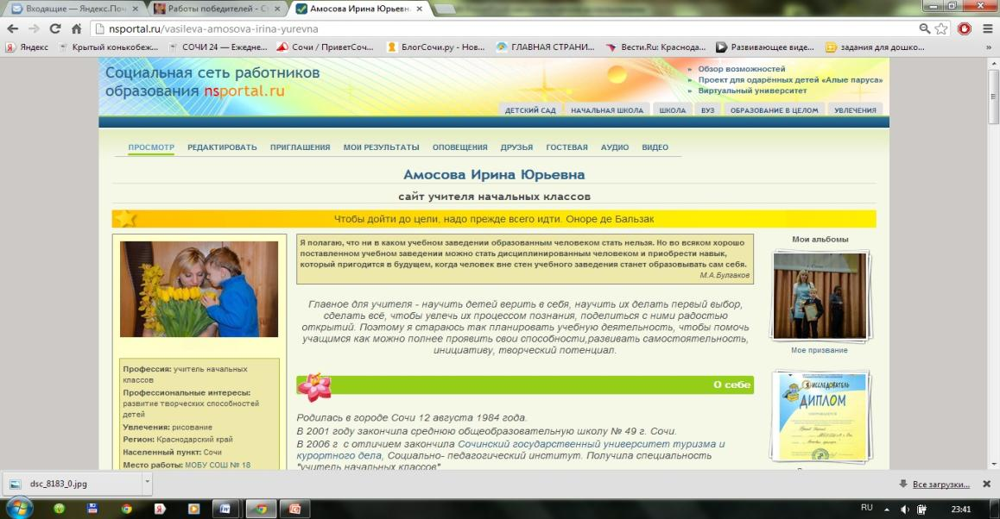 Входящие — Яндекс.Поч
Работы победителей - С
Амосова Ирина Юрьевн
nsportal.ru/vasileva-amosova-irina-yurevna
Яндекс
Крытый конькобеж...
СОЧИ 24 — Ежедне...
Сочи / ПриветСоч...
БлогСочи.ру - Нов...
ГЛАВНАЯ СТРАНИ...
Вести.Ru: Краснода...
Развивающее виде...
задания для дошко...
»
Социальная сеть работников
образования nsportal.ru
» Обзор возможностей
» Проект для одарённых детей «Алые паруса»
» Виртуальный университет
ДЕТСКИЙ САД
НАЧАЛЬНАЯ ШКОЛА
ШКОЛА
ВУЗ
ОБРАЗОВАНИЕ В ЦЕЛОМ
УВЛЕЧЕНИЯ
ПРОСМОТР
РЕДАКТИРОВАТЬ
ПРИГЛАШЕНИЯ
МОИ РЕЗУЛЬТАТЫ
ОПОВЕЩЕНИЯ
ДРУЗЬЯ
ГОСТЕВАЯ
АУДИО
ВИДЕО
Амосова Ирина Юрьевна
сайт учителя начальных классов
Чтобы дойти до цели, надо прежде всего идти. Оноре де Бальзак
Профессия: учитель начальных
классов
Профессиональные интересы:
развитие творческих способностей
детей
Увлечения: рисование
Регион: Краснодарский край
Населенный пункт: Сочи
Место работы: МОБУ СОШ № 18
Я полагаю, что ни в каком учебном заведении образованным человеком стать нельзя. Но во всяком хорошо
поставленном учебном заведении можно стать дисциплинированным человеком и приобрести навык,
который пригодится в будущем, когда человек вне стен учебного заведения станет образовывать сам себя.
М.А.Булгаков
Главное для учителя - научить детей верить в себя, научить их делать первый выбор,
сделать всё, чтобы увлечь их процессом познания, поделиться с ними радостью
открытий. Поэтому я стараюсь так планировать учебную деятельность, чтобы помочь
учащимся как можно полнее проявить свои способности,развивать самостоятельность,
инициативу, творческий потенциал.
О себе
Родилась в городе Сочи 12 августа 1984 года.
В 2001 году закончила среднюю общеобразовательную школу № 49 г. Сочи.
В 2006 г с отличием закончила Сочинский государственный университет туризма и
курортного дела, Социально- педагогический институт. Получила специальность
"учитель начальных классов"
Мои альбомы
Мое призвание
ИССЛЕДОВАТЕЛЬ
ДИПЛОМ
dsc_8183_0.jpg
Все загрузки...
RU
23:41